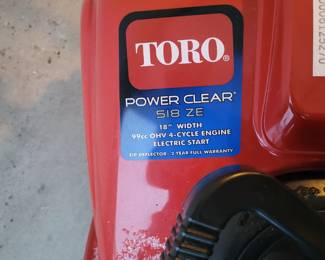 TORO®
POWER CLEAR®
518 ZE
18" WIDTH
99cc OHV 4-CYCLE ENGINE
ELECTRIC START
ZIP DEFLECTOR · 2 YEAR FULL WARRANTY